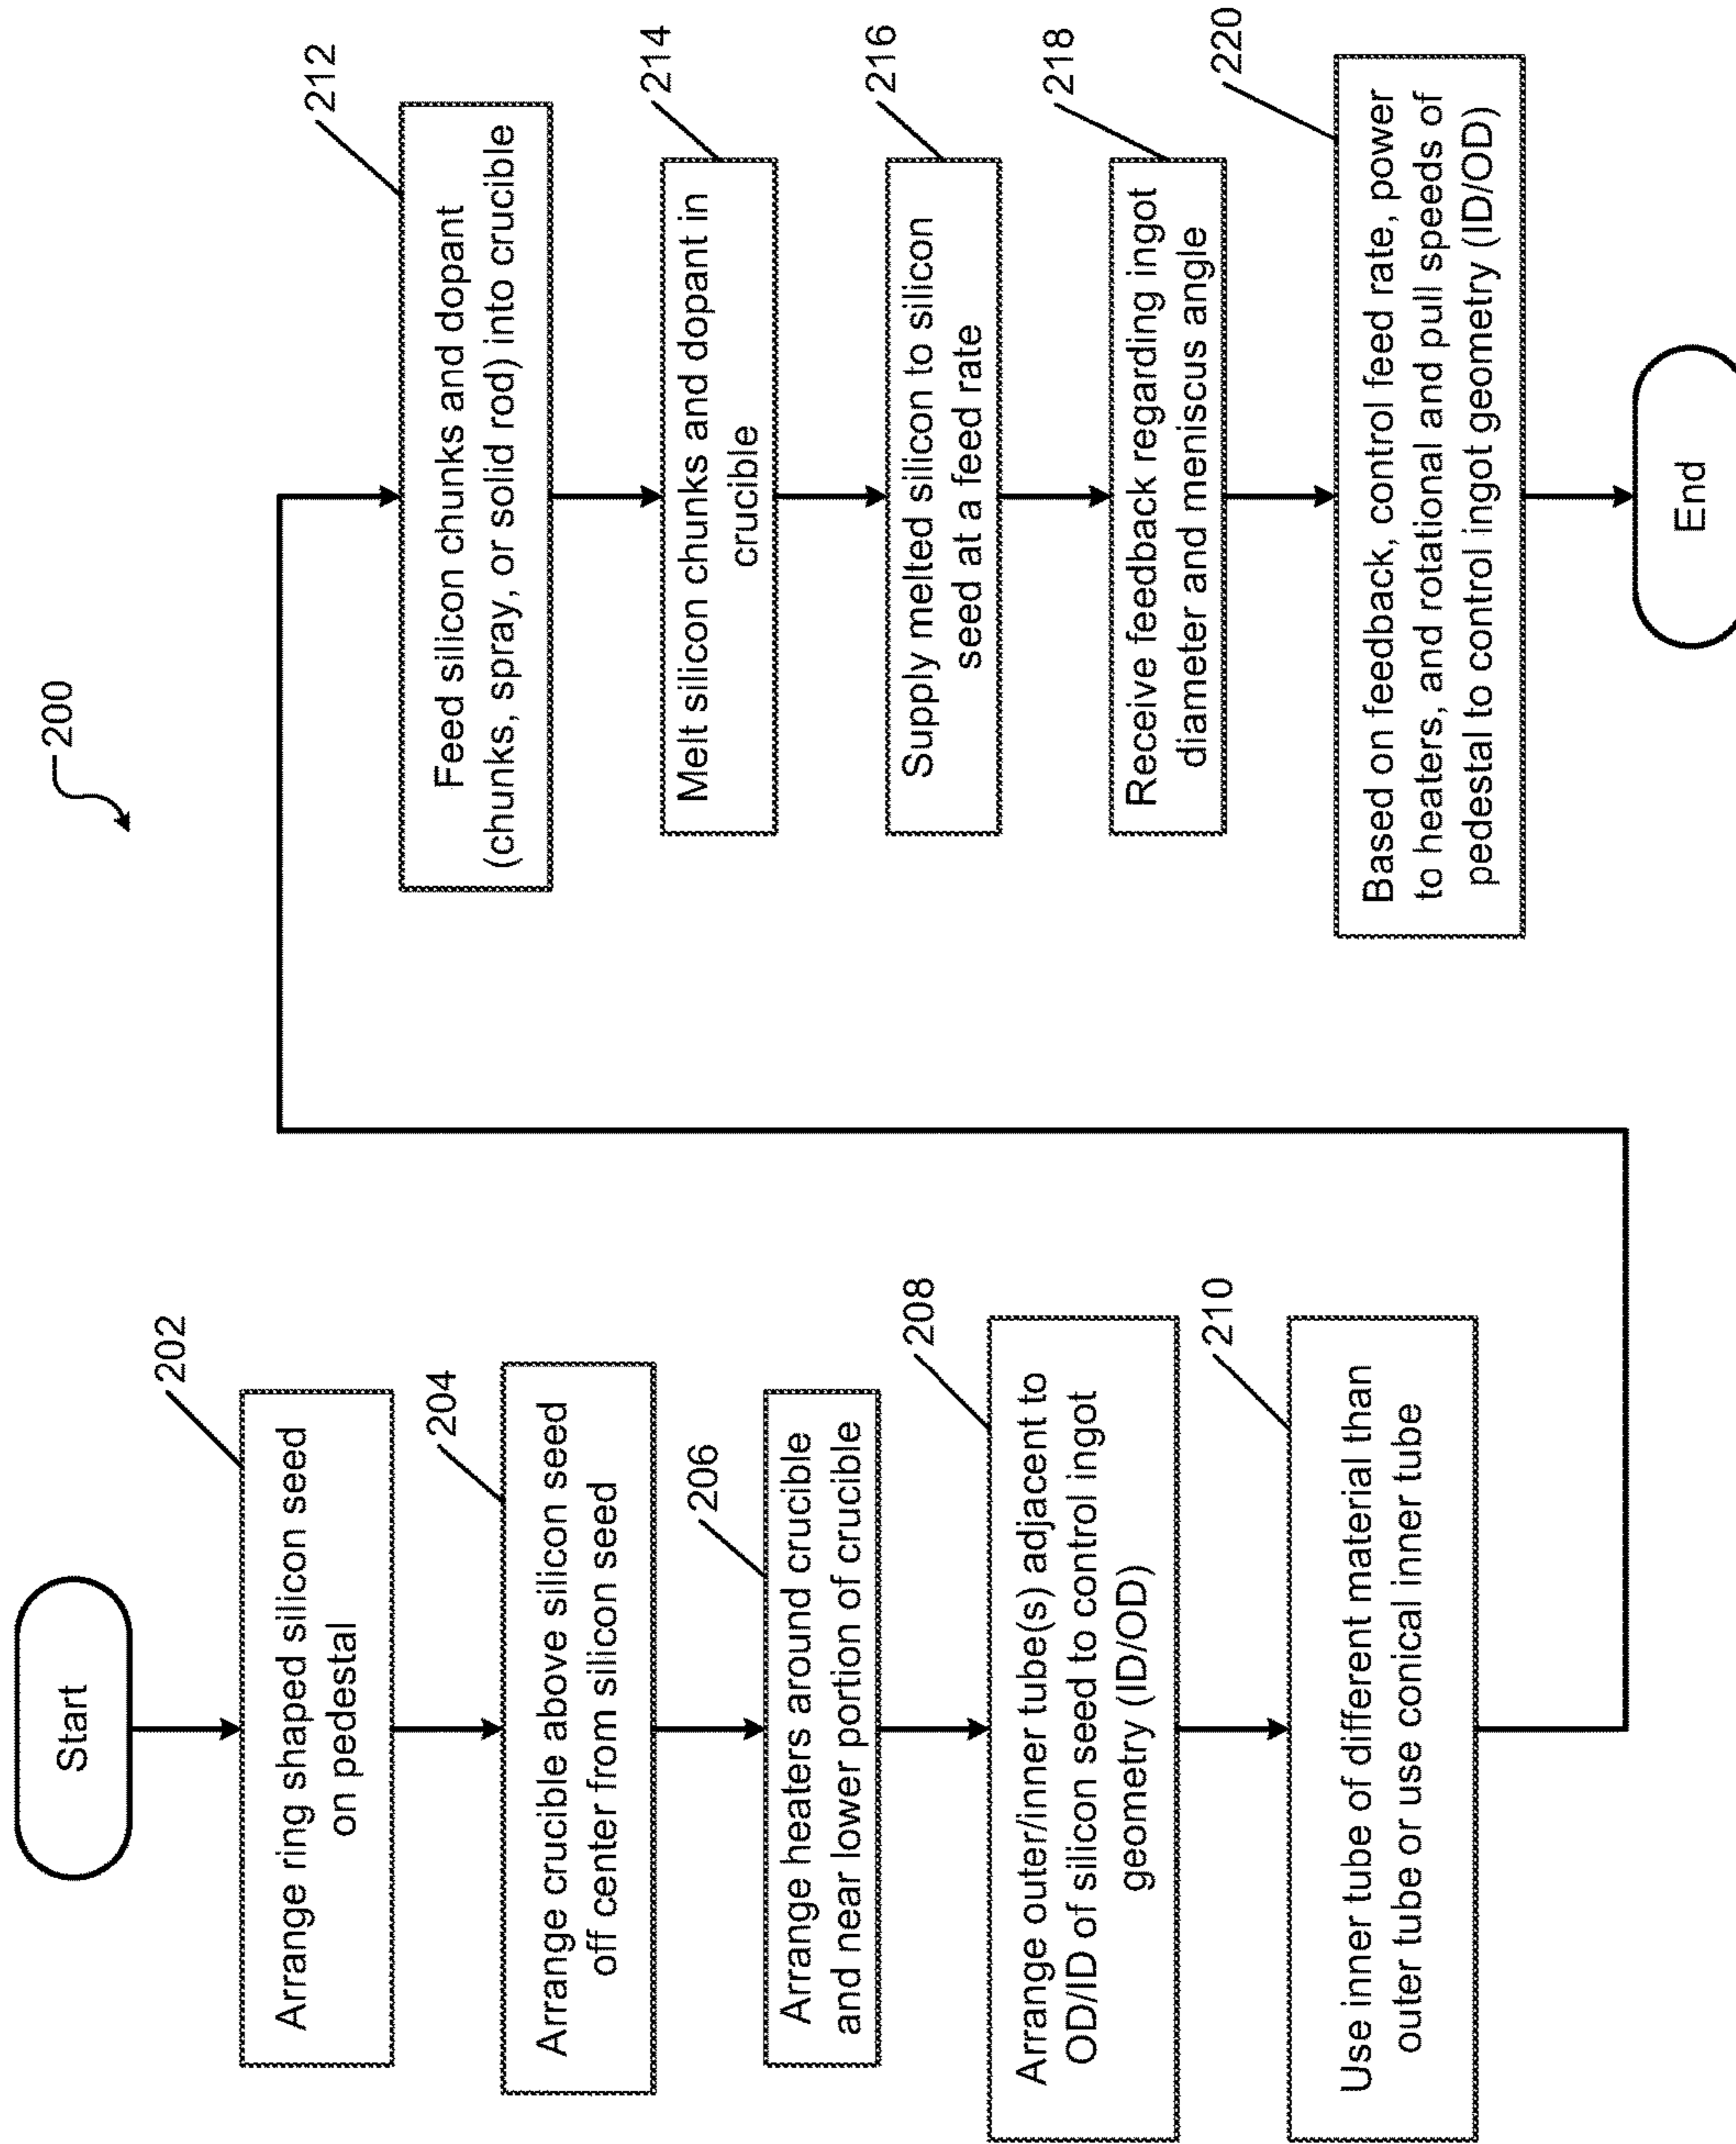 200
Start
202
Arrange ring shaped silicon seed
on pedestal
204
Arrange crucible above silicon seed
off center from silicon seed
206
Arrange heaters around crucible
and near lower portion of crucible
208
Arrange outer/inner tube(s) adjacent to
OD/ID of silicon seed to control ingot
geometry (ID/OD)
210
Use inner tube of different material than
outer tube or use conical inner tube
212
Feed silicon chunks and dopant
(chunks, spray, or solid rod) into crucible
214
Melt silicon chunks and dopant in
crucible
216
Supply melted silicon to silicon
seed at a feed rate
218
Receive feedback regarding ingot
diameter and meniscus angle
220
Based on feedback, control feed rate, power
to heaters, and rotational and pull speeds of
pedestal to control ingot geometry (ID/OD)
End